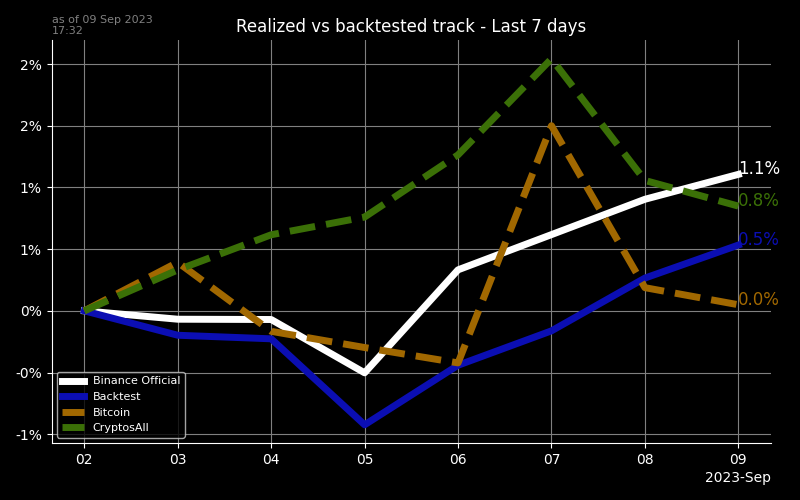 as of 09 Sep 2023
17:32
Realized vs backtested track - Last 7 days
2%
2%
1%
1%
0%
-0%
-1%
1.1%
0.8%
0.5%
0.0%
Binance Official
Backtest
Bitcoin
CryptosAll
02 03 04 05 06 07 08 09
2023-Sep